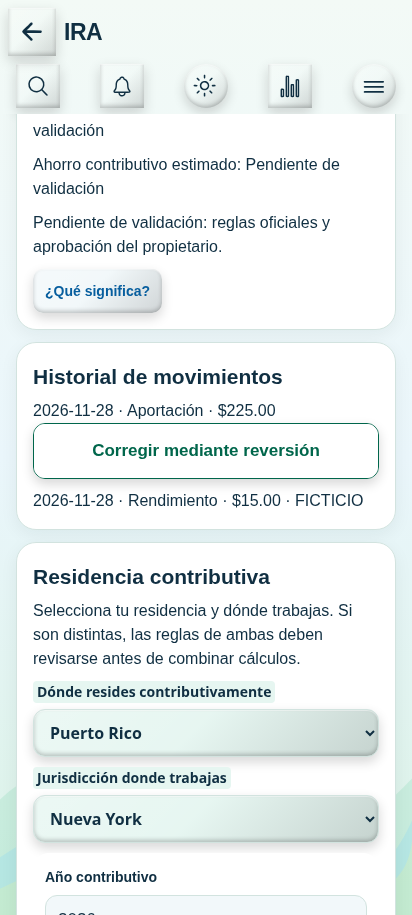 IRA
validación
Ahorro contributivo estimado: Pendiente de
validación
Pendiente de validación: reglas oficiales y
aprobación del propietario.
¿Qué significa?
Historial de movimientos
2026-11-28 · Aportación · $225.00
Corregir mediante reversión
2026-11-28 · Rendimiento · $15.00 · FICTICIO
Residencia contributiva
Selecciona tu residencia y dónde trabajas. Si
son distintas, las reglas de ambas deben
revisarse antes de combinar cálculos.
Dónde resides contributivamente
Puerto Rico
Jurisdicción donde trabajas
Nueva York
Año contributivo